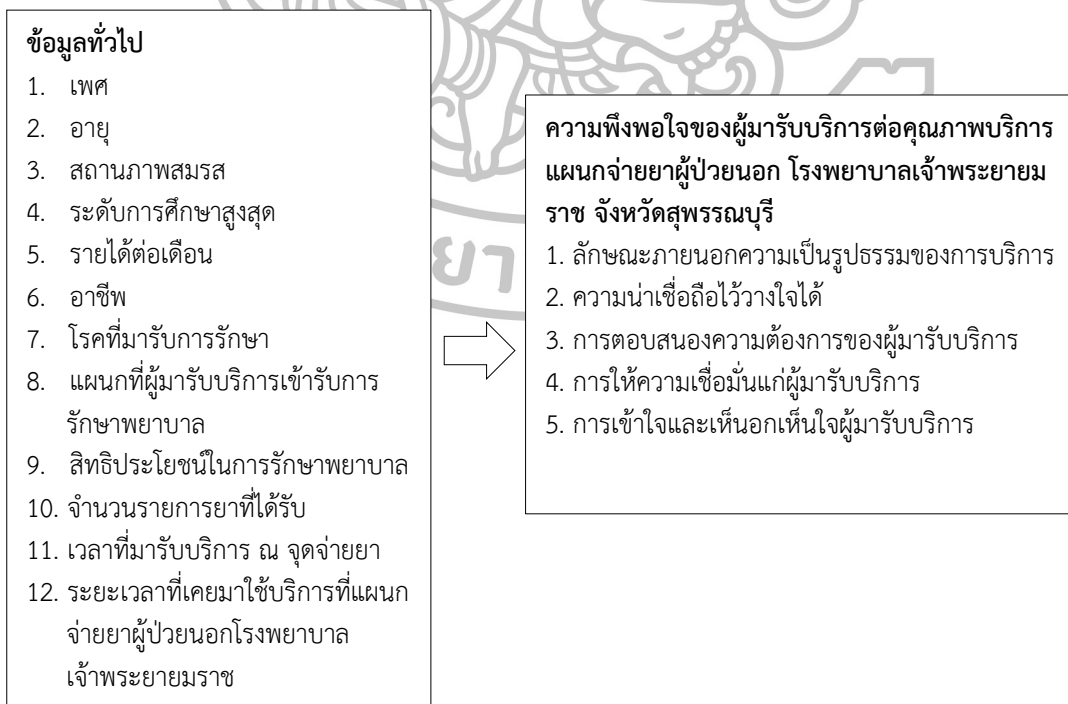 ข้อมูลทั่วไป
1. เพศ
2. อายุ
3. สถานภาพสมรส
4. ระดับการศึกษาสูงสุด
5. รายได้ต่อเดือน
6. อาชีพ
7. โรคที่มารับการรักษา
8. แผนกที่ผู้มารับบริการเข้ารับการ
รักษาพยาบาล
9. สิทธิประโยชน์ในการรักษาพยาบาล
10. จำนวนรายการยาที่ได้รับ
11. เวลาที่มารับบริการ ณ จุดจ่ายยา
12. ระยะเวลาที่เคยมาใช้บริการที่แผนก
จ่ายยาผู้ป่วยนอกโรงพยาบาล
เจ้าพระยายมราช
ความพึงพอใจของผู้มารับบริการต่อคุณภาพบริการ
แผนกจ่ายยาผู้ป่วยนอก โรงพยาบาลเจ้าพระยายม
ราช จังหวัดสุพรรณบุรี
1. ลักษณะภายนอกความเป็นรูปธรรมของการบริการ
2. ความน่าเชื่อถือไว้วางใจได้
3. การตอบสนองความต้องการของผู้มารับบริการ
4. การให้ความเชื่อมั่นแก่ผู้มารับบริการ
5. การเข้าใจและเห็นอกเห็นใจผู้มารับบริการ